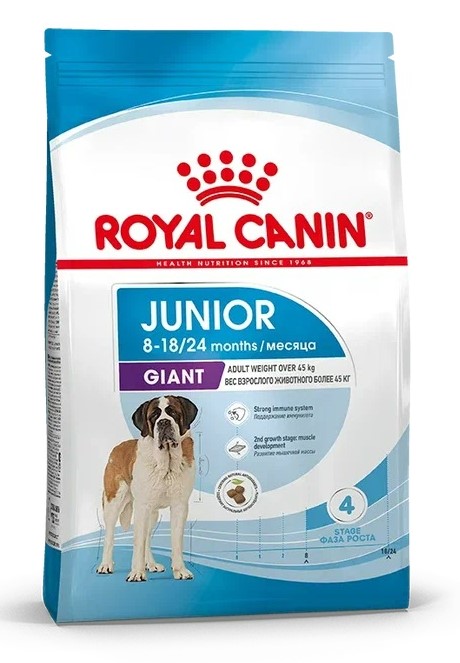 ROYAL CANIN®
HEALTH NUTRITION SINCE 1968
JUNIOR
8-18/24 months/месяца
GIANT
ADULT WEIGHT OVER 45 kg
ВЕС ВЗРОСЛОГО ЖИВОТНОГО БОЛЕЕ 45 КГ
Strong immune system
Поддержание иммунитета
2nd growth stage: muscle
development
Развитие мышечной массы
4
STAGE
ФАЗА РОСТА
8
18/24